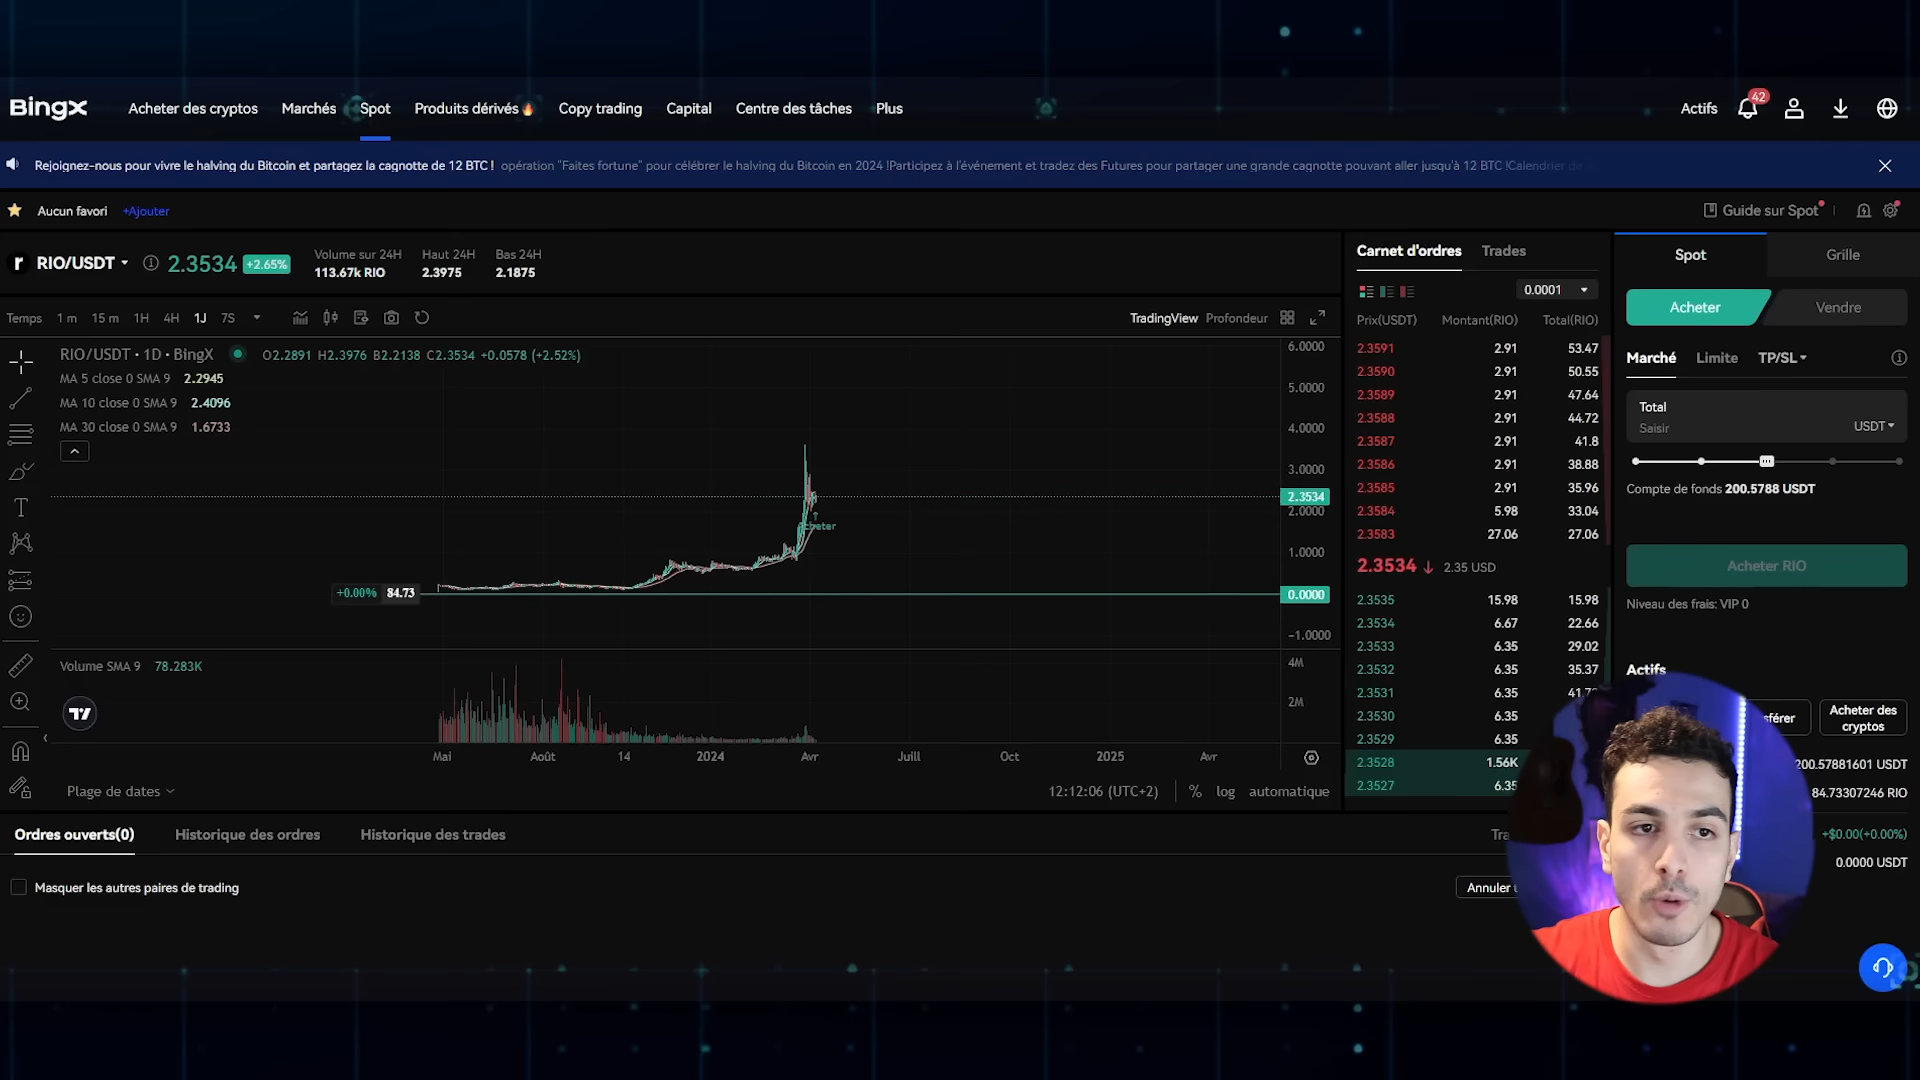 BingX
Acheter des cryptos Marchés Spot Produits dérivés Copy trading Capital Centre des tâches Plus Actifs 42
Rejoignez-nous pour vivre le halving du Bitcoin et partagez la cagnotte de 12 BTC ! opération "Faites fortune" pour célébrer le halving du Bitcoin en 2024 !Participez à l'événement et tradez des Futures pour partager une grande cagnotte pouvant aller jusqu'à 12 BTC !Calendrier de
Aucun favori +Ajouter Guide sur Spot
r RIO/USDT 2.3534 +2.65%
Volume sur 24H Haut 24H Bas 24H
113.67k RIO 2.3975 2.1875
Temps 1 m 15 m 1H 4H 1J 7S TradingView Profondeur
RIO/USDT · 1D · BingX O2.2891 H2.3976 B2.2138 C2.3534 +0.0578 (+2.52%)
MA 5 close 0 SMA 9 2.2945
MA 10 close 0 SMA 9 2.4096
MA 30 close 0 SMA 9 1.6733
6.0000
5.0000
4.0000
3.0000
2.3534
2.0000
1.0000
0.0000
−1.0000
+0.00% 84.73
Volume SMA 9 78.283K
4M
2M
Mai Août 14 2024 Avr Juill Oct 2025 Avr
Plage de dates 12:12:06 (UTC+2) % log automatique
Carnet d'ordres Trades
0.0001
Prix(USDT) Montant(RIO) Total(RIO)
2.3591 2.91 53.47
2.3590 2.91 50.55
2.3589 2.91 47.64
2.3588 2.91 44.72
2.3587 2.91 41.8
2.3586 2.91 38.88
2.3585 2.91 35.96
2.3584 5.98 33.04
2.3583 27.06 27.06
2.3534 ↓ 2.35 USD
2.3535 15.98 15.98
2.3534 6.67 22.66
2.3533 6.35 29.02
2.3532 6.35 35.37
2.3531 6.35
2.3530 6.35
2.3529 6.35
2.3528 1.56K
2.3527 6.35
Spot Grille
Acheter Vendre
Marché Limite TP/SL
Total
Saisir USDT
Compte de fonds 200.5788 USDT
Acheter RIO
Niveau des frais: VIP 0
Actifs
Acheter des
cryptos
200.57881601 USDT
84.73307246 RIO
+$0.00(+0.00%)
0.0000 USDT
Ordres ouverts(0) Historique des ordres Historique des trades
Masquer les autres paires de trading Annuler